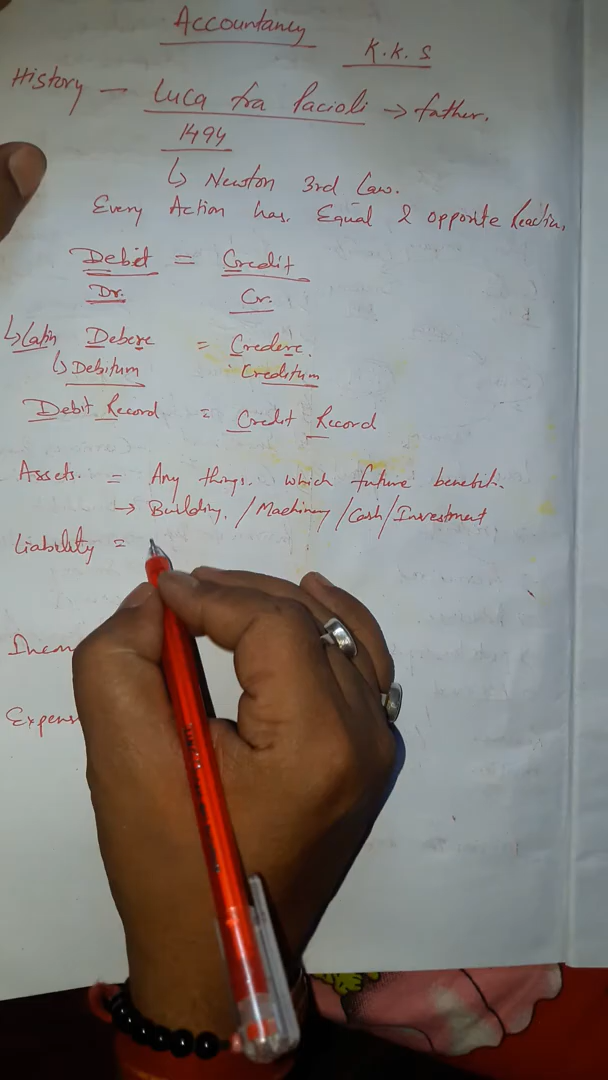 Accountancy
K.K.S
History - Luca fra Pacioli → father.
1494
↳ Newton 3rd Law.
Every Action has Equal & opposite Reaction,
Debit = Credit
Dr. Cr.
↳ Latin Debere = Credere.
↳ Debitum Creditum
Debit Record = Credit Record
Assets. = Any things. which future benefit.
→ Building. / Machinery / Cash / Investment
Liability =
Incom
Expens